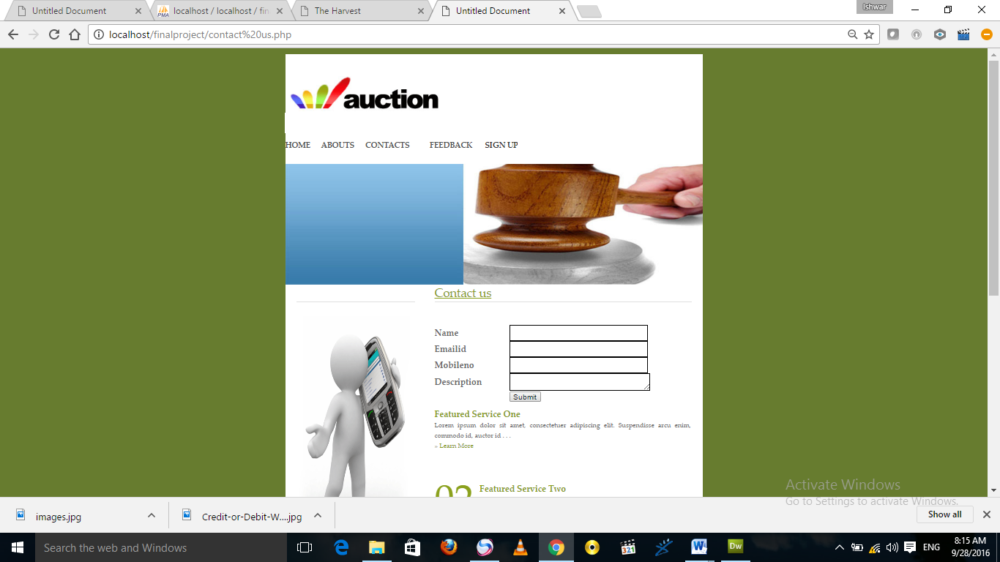 Untitled Document
localhost / localhost / fin
The Harvest
Untitled Document
Ishwar
localhost/finalproject/contact%20us.php
auction
HOME ABOUTS CONTACTS FEEDBACK SIGN UP
Contact us
Name
Emailid
Mobileno
Description
Submit
Featured Service One
Lorem ipsum dolor sit amet, consectetuer adipiscing elit. Suspendisse arcu enim,
commodo id, auctor id . . .
» Learn More
02 Featured Service Two
Activate Windows
Go to Settings to activate Windows.
images.jpg
Credit-or-Debit-W....jpg
Show all
Search the web and Windows
321
Dw
ENG
8:15 AM
9/28/2016